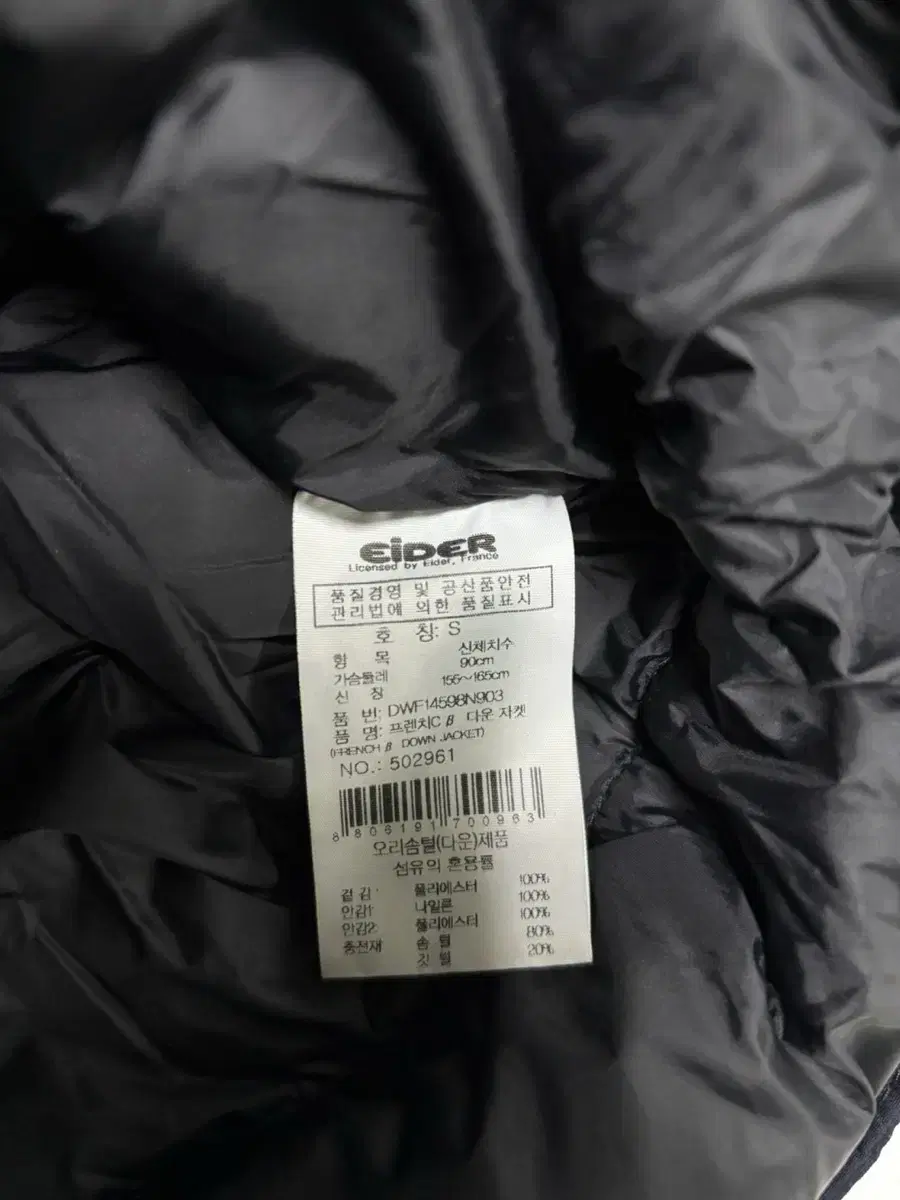 EiDER
Licensed by Eider, France
품질경영 및 공산품안전
관리법에 의한 품질표시
호 칭: S
항 목 신체치수
가슴둘레 90cm
신 장 155~165cm
품 번: DWF14598N903
품 명: 프렌치C β 다운 자켓
(FRENCH β DOWN JACKET)
NO.: 502961
8 806191 700963
오리솜털(다운)제품
섬유의 혼용률
겉감: 폴리에스터 100%
안감1: 나일론 100%
안감2: 폴리에스터 100%
충전재 솜 털 80%
깃 털 20%